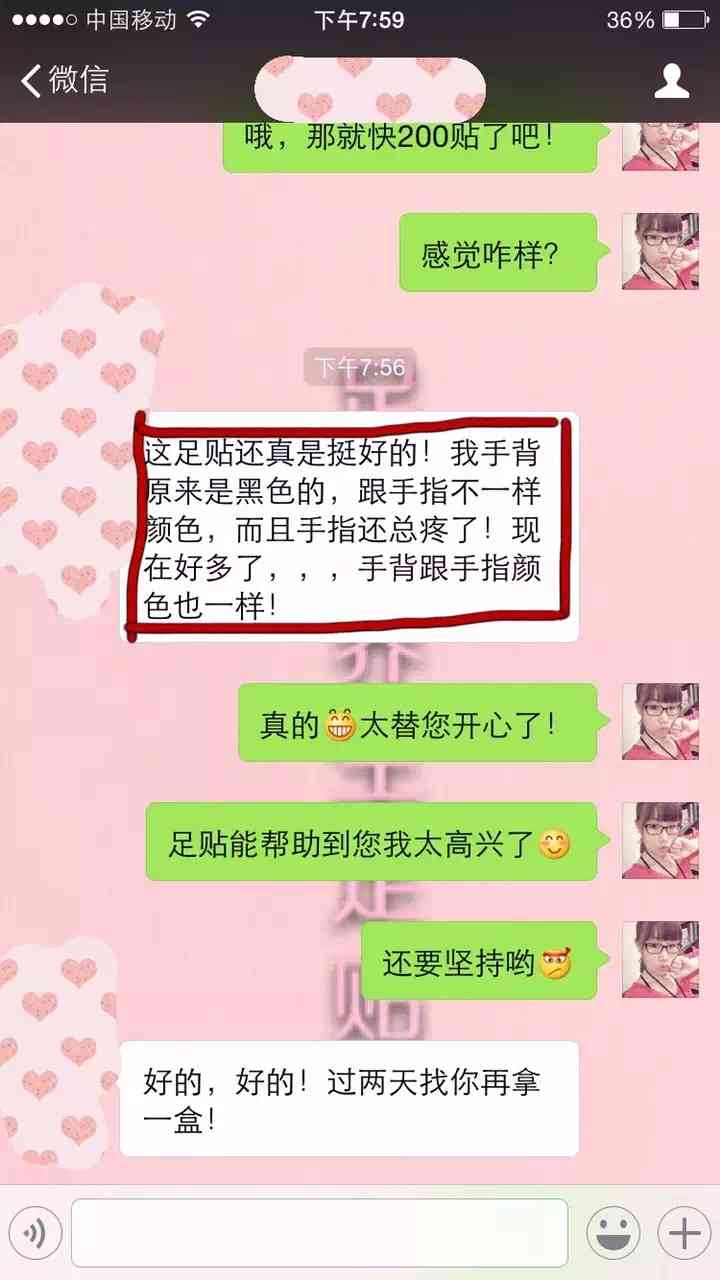 中国移动
下午7:59
36%
微信
哦，那就快200贴了吧！
感觉咋样？
下午7:56
这足贴还真是挺好的！我手背
原来是黑色的，跟手指不一样
颜色，而且手指还总疼了！现
在好多了，，，手背跟手指颜
色也一样！
真的😁太替您开心了！
足贴能帮助到您我太高兴了😊
还要坚持哟
好的，好的！过两天找你再拿
一盒！